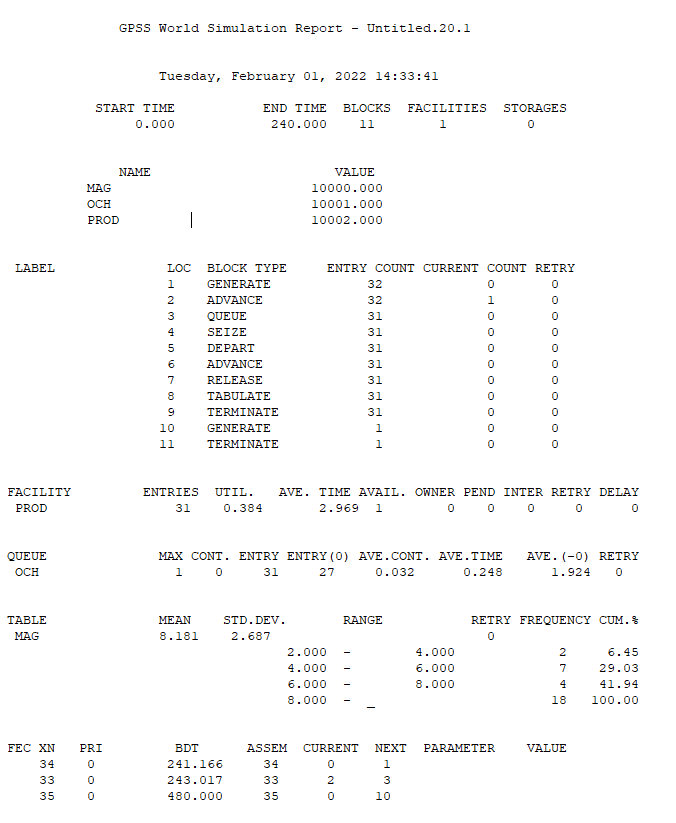 GPSS World Simulation Report - Untitled.20.1
Tuesday, February 01, 2022 14:33:41
START TIME END TIME BLOCKS FACILITIES STORAGES
0.000 240.000 11 1 0
NAME VALUE
MAG 10000.000
OCH 10001.000
PROD 10002.000
LABEL LOC BLOCK TYPE ENTRY COUNT CURRENT COUNT RETRY
1 GENERATE 32 0 0
2 ADVANCE 32 1 0
3 QUEUE 31 0 0
4 SEIZE 31 0 0
5 DEPART 31 0 0
6 ADVANCE 31 0 0
7 RELEASE 31 0 0
8 TABULATE 31 0 0
9 TERMINATE 31 0 0
10 GENERATE 1 0 0
11 TERMINATE 1 0 0
FACILITY ENTRIES UTIL. AVE. TIME AVAIL. OWNER PEND INTER RETRY DELAY
PROD 31 0.384 2.969 1 0 0 0 0 0
QUEUE MAX CONT. ENTRY ENTRY(0) AVE.CONT. AVE.TIME AVE.(-0) RETRY
OCH 1 0 31 27 0.032 0.248 1.924 0
TABLE MEAN STD.DEV. RANGE RETRY FREQUENCY CUM.%
MAG 8.181 2.687 0
2.000 - 4.000 2 6.45
4.000 - 6.000 7 29.03
6.000 - 8.000 4 41.94
8.000 - _ 18 100.00
FEC XN PRI BDT ASSEM CURRENT NEXT PARAMETER VALUE
34 0 241.166 34 0 1
33 0 243.017 33 2 3
35 0 480.000 35 0 10